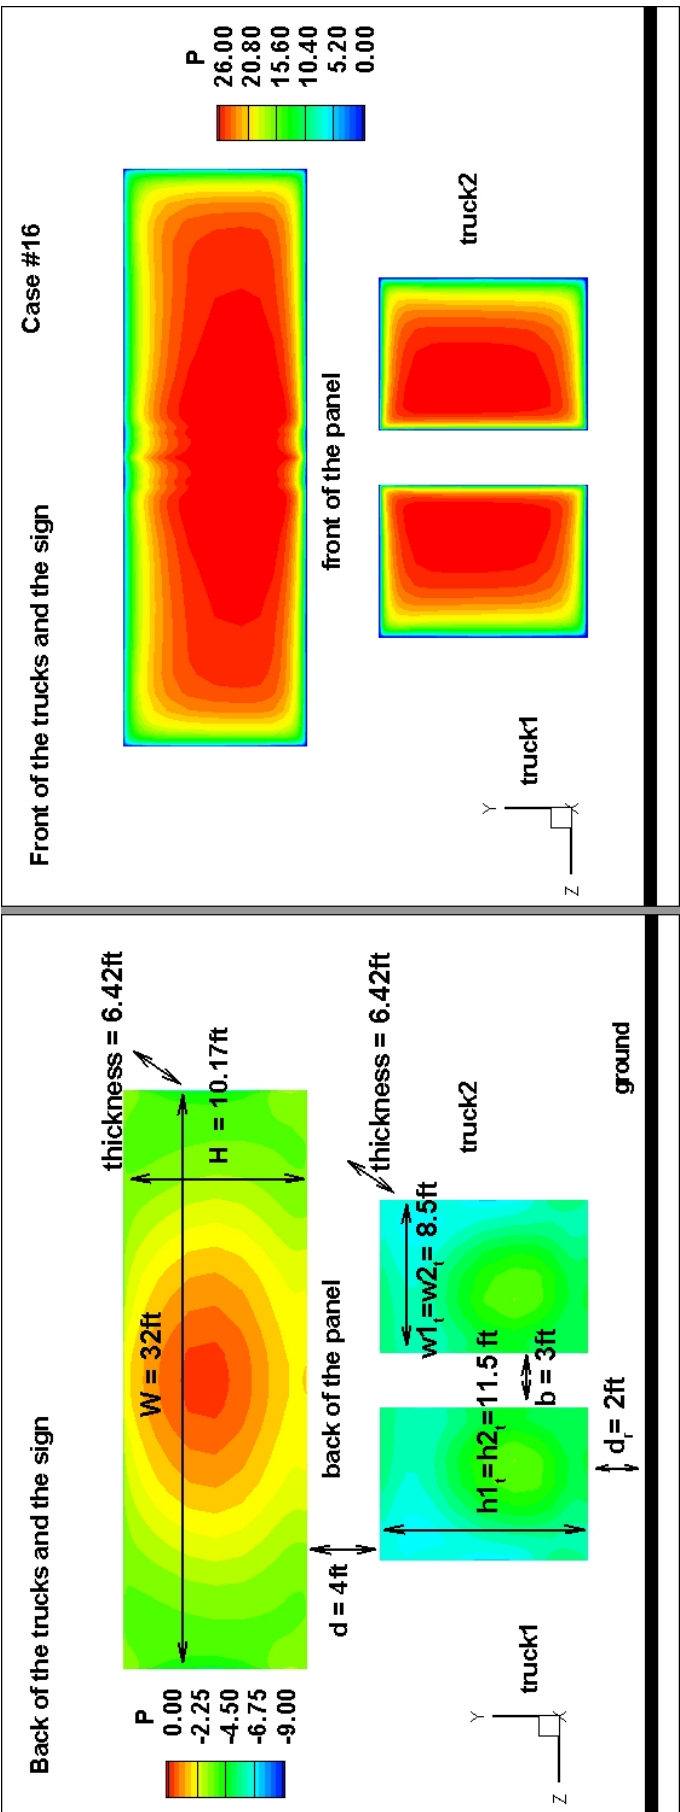 Back of the trucks and the sign
P
0.00
-2.25
-4.50
-6.75
-9.00
W = 32ft
H = 10.17ft
thickness = 6.42ft
d = 4ft
back of the panel
thickness = 6.42ft
w1t=w2t= 8.5ft
h1t=h2t=11.5 ft
b = 3ft
truck1
truck2
dr= 2ft
ground
Y
Z
X
Front of the trucks and the sign
Case #16
P
26.00
20.80
15.60
10.40
5.20
0.00
front of the panel
truck1
truck2
Y
Z
X